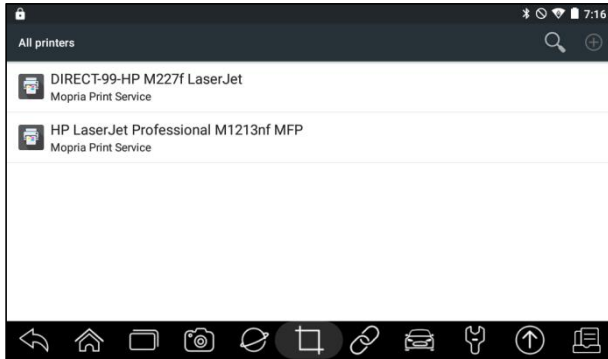 7:16
All printers
DIRECT-99-HP M227f LaserJet
Mopria Print Service
HP LaserJet Professional M1213nf MFP
Mopria Print Service